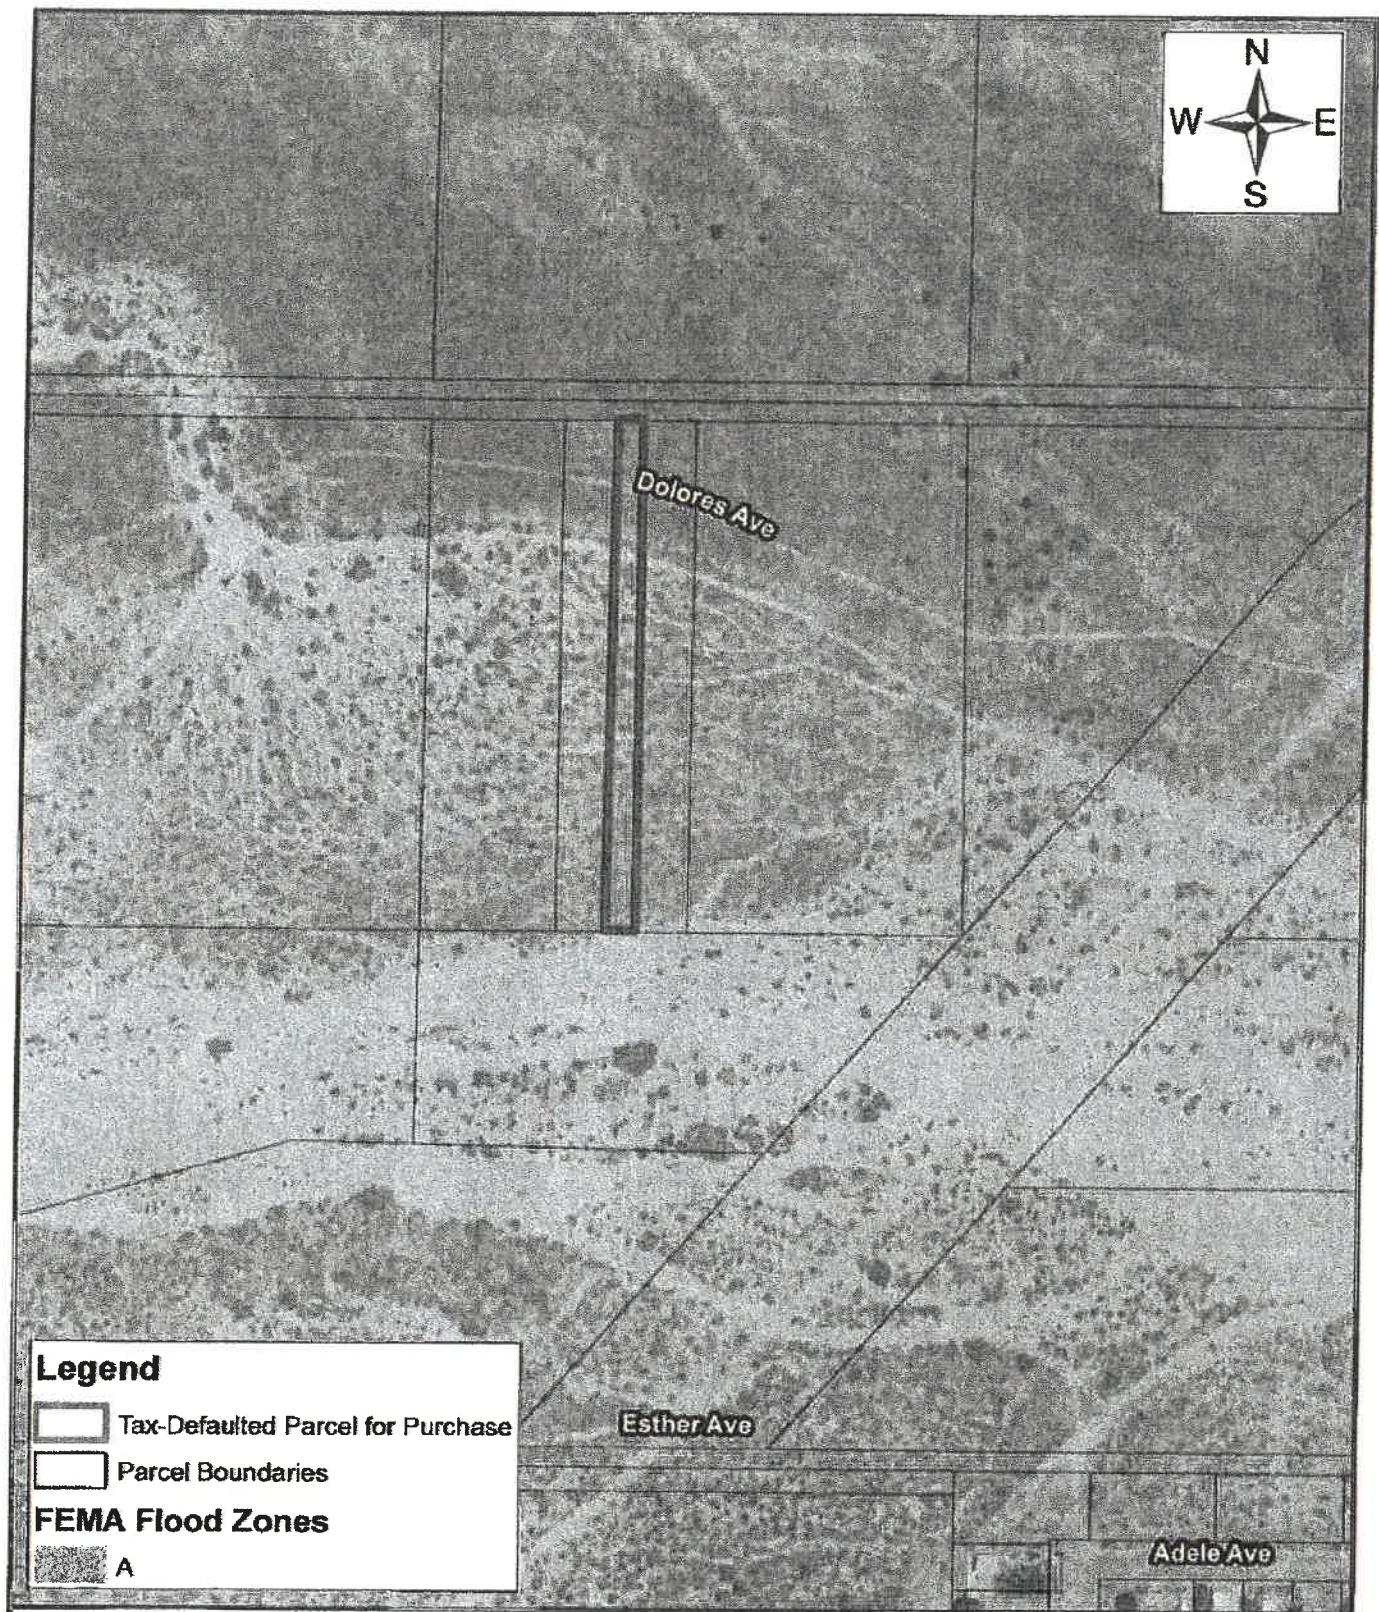 N
W E
S
Dolores Ave
Legend
Tax-Defaulted Parcel for Purchase
Parcel Boundaries
FEMA Flood Zones
A
Esther Ave
Adele Ave